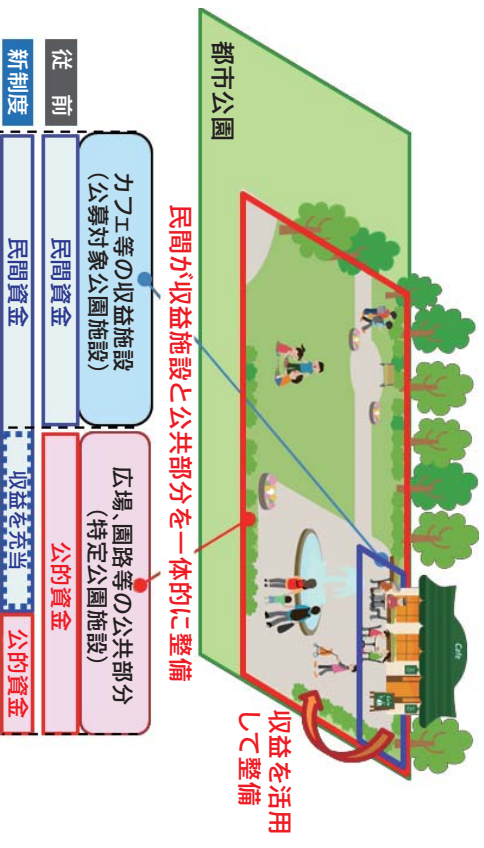 Cafe
収益を活用
して整備
都市公園
民間が収益施設と公共部分を一体的に整備
カフェ等の収益施設
（公募対象公園施設）
広場、園路等の公共部分
（特定公園施設）
従 前
民間資金
公的資金
新制度
民間資金
収益を充当
公的資金